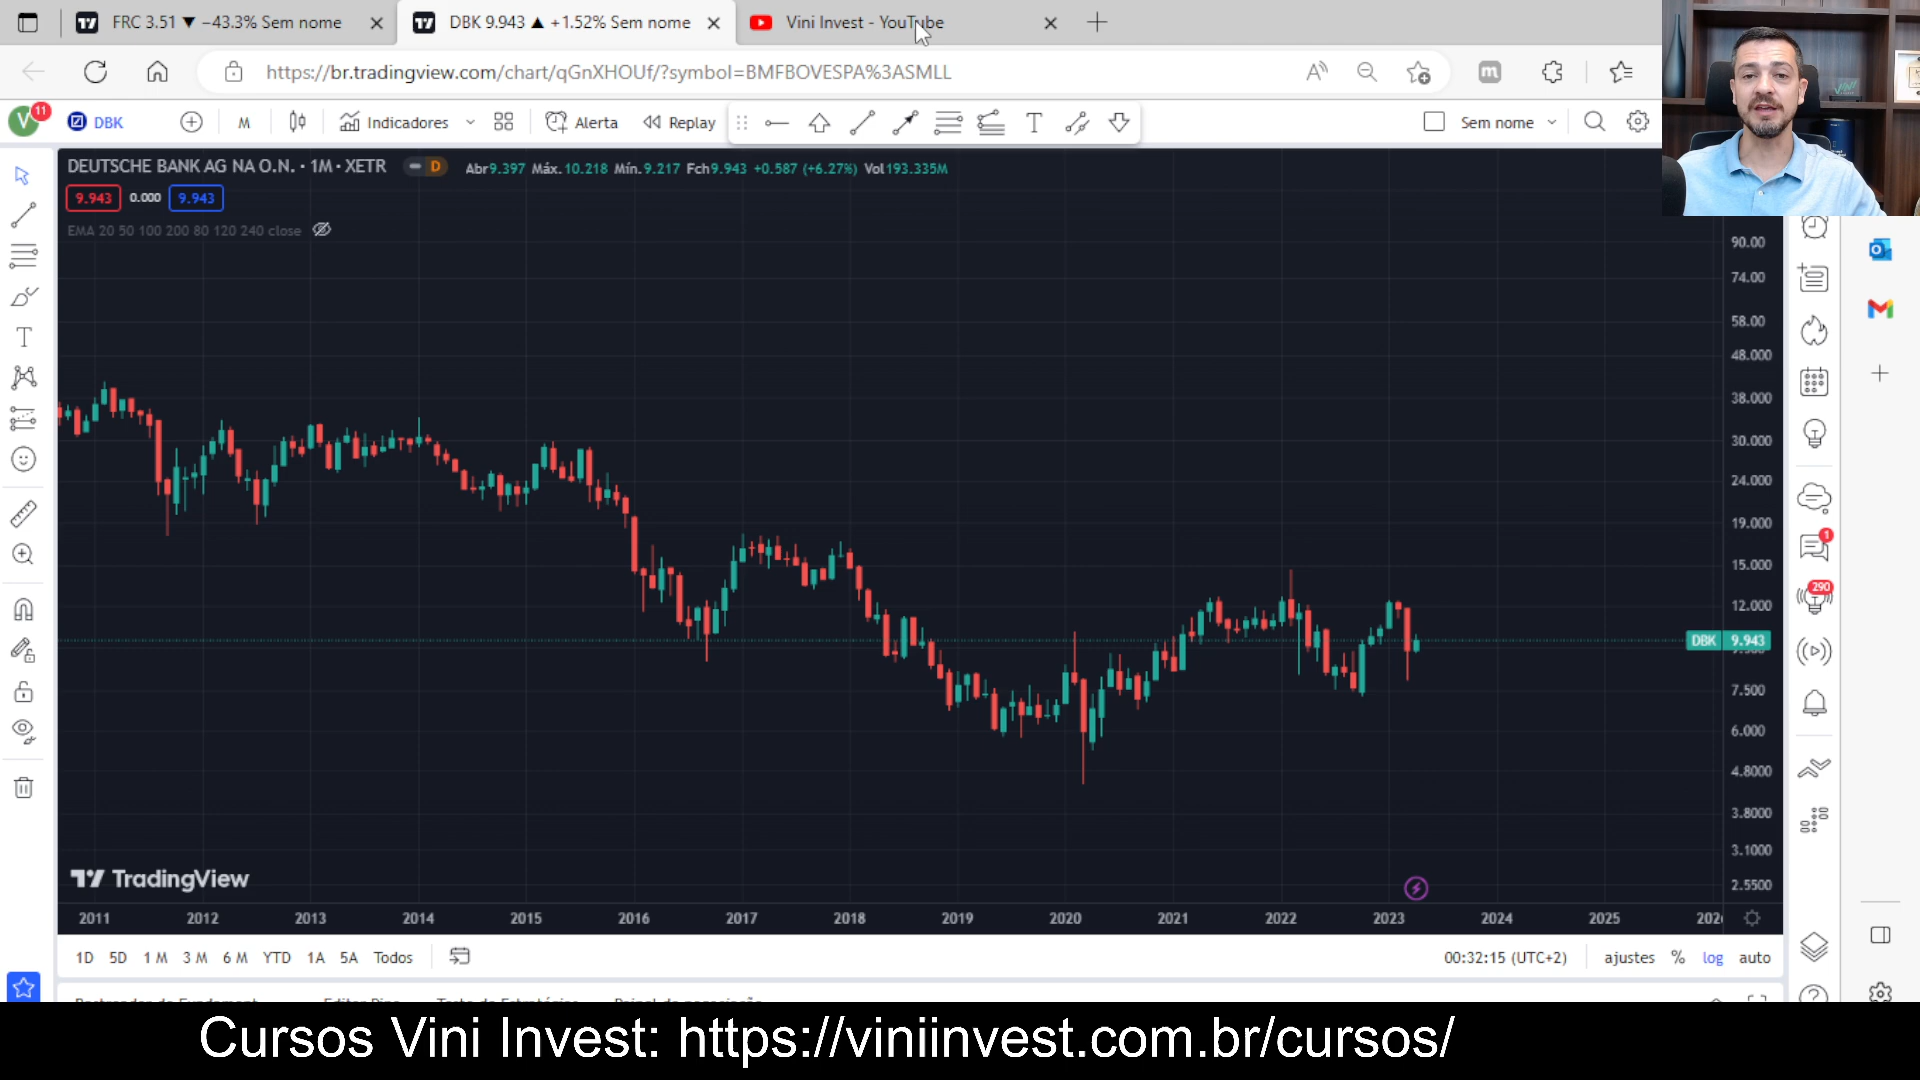 FRC 3.51 ▼ −43.3% Sem nome
DBK 9.943 ▲ +1.52% Sem nome
Vini Invest - YouTube
https://br.tradingview.com/chart/qGnXHOUf/?symbol=BMFBOVESPA%3ASMLL
V 11
DBK
M
Indicadores
Alerta
Replay
Sem nome
DEUTSCHE BANK AG NA O.N. · 1M · XETR
D
Abr9.397 Máx.10.218 Mín.9.217 Fch9.943 +0.587 (+6.27%) Vol193.335M
9.943 0.000 9.943
EMA 20 50 100 200 80 120 240 close
90.00
74.00
58.00
48.000
38.000
30.000
24.000
19.000
15.000
12.000
DBK 9.943
7.500
6.000
4.8000
3.8000
3.1000
2.5500
1
290
TradingView
2011 2012 2013 2014 2015 2016 2017 2018 2019 2020 2021 2022 2023 2024 2025
1D 5D 1M 3M 6M YTD 1A 5A Todos
00:32:15 (UTC+2) ajustes % log auto
Cursos Vini Invest: https://viniinvest.com.br/cursos/